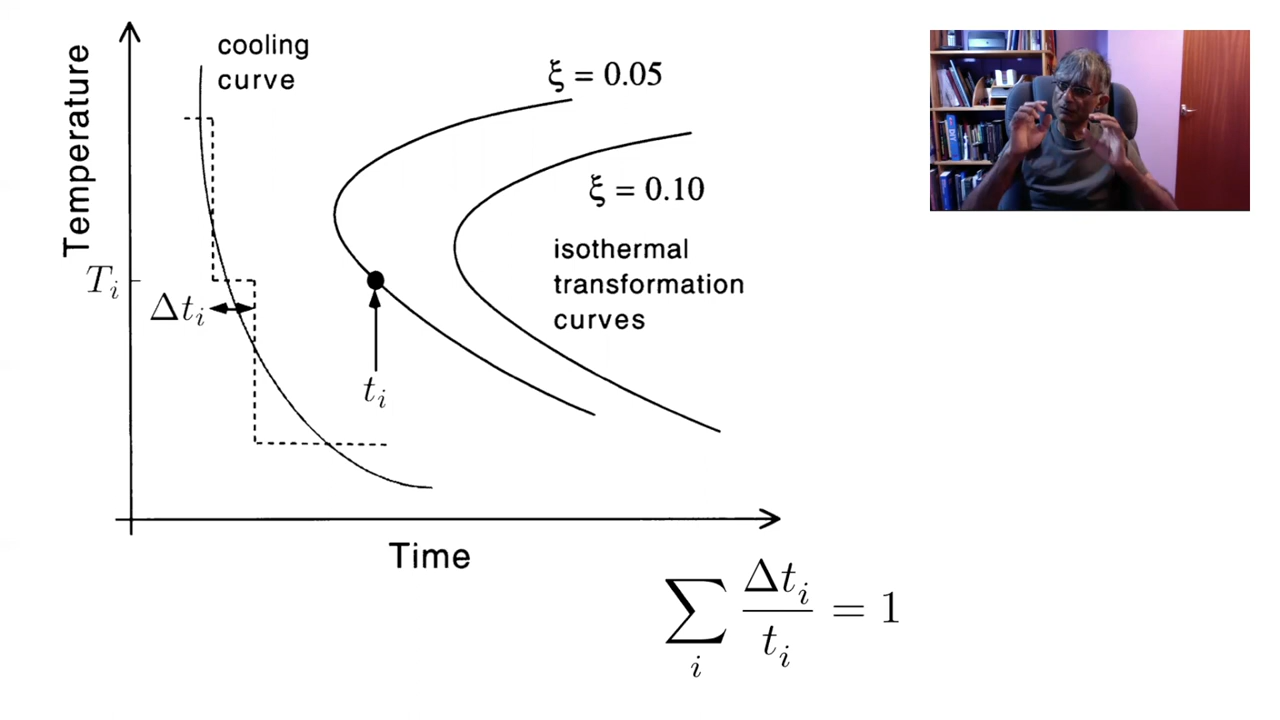 cooling
curve
ξ = 0.05
ξ = 0.10
isothermal
transformation
curves
Temperature
T_i
Δt_i
t_i
Time
∑_i Δt_i / t_i = 1